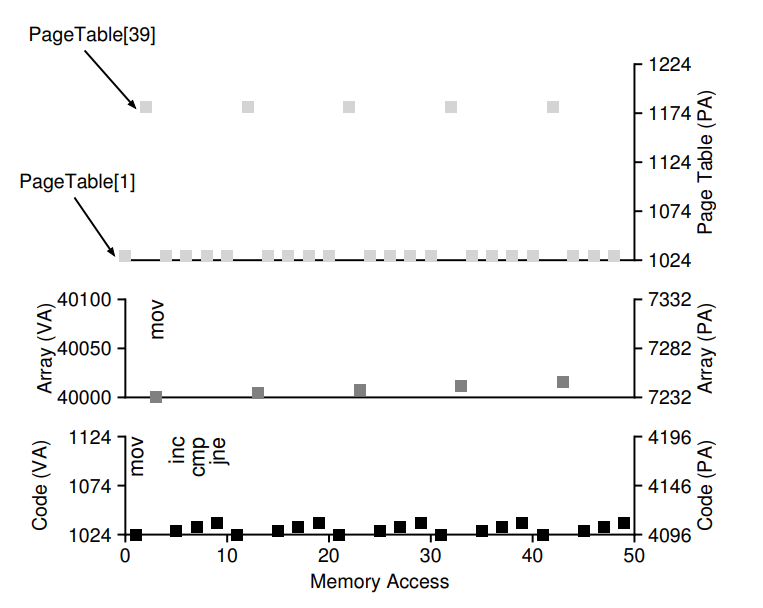 PageTable[39]
PageTable[1]
1224
1174
1124
1074
1024
Page Table (PA)
40100
40050
40000
Array (VA)
mov
7332
7282
7232
Array (PA)
1124
1074
1024
Code (VA)
mov
inc
cmp
jne
4196
4146
4096
Code (PA)
0 10 20 30 40 50
Memory Access